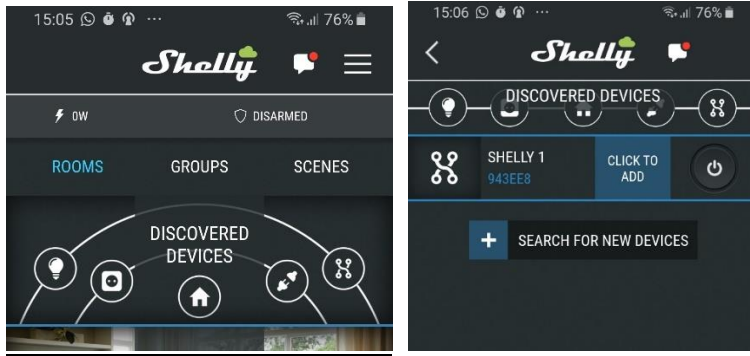 15:05 ... 76%
Shelly
0W DISARMED
ROOMS GROUPS SCENES
DISCOVERED
DEVICES
15:06 ... 76%
Shelly
DISCOVERED DEVICES
SHELLY 1
943EE8
CLICK TO
ADD
+ SEARCH FOR NEW DEVICES